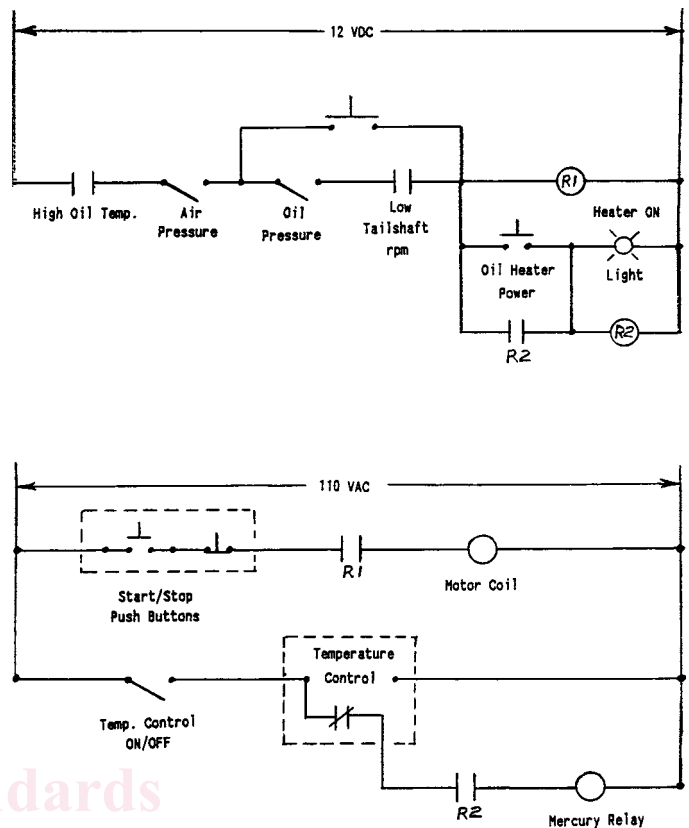 12 VDC
High Oil Temp.
Air
Pressure
Oil
Pressure
Low
Tailshaft
rpm
R1
Heater ON
Light
Oil Heater
Power
R2
R2
110 VAC
Start/Stop
Push Buttons
R1
Motor Coil
Temperature
Control
Temp. Control
ON/OFF
R2
Mercury Relay
dards